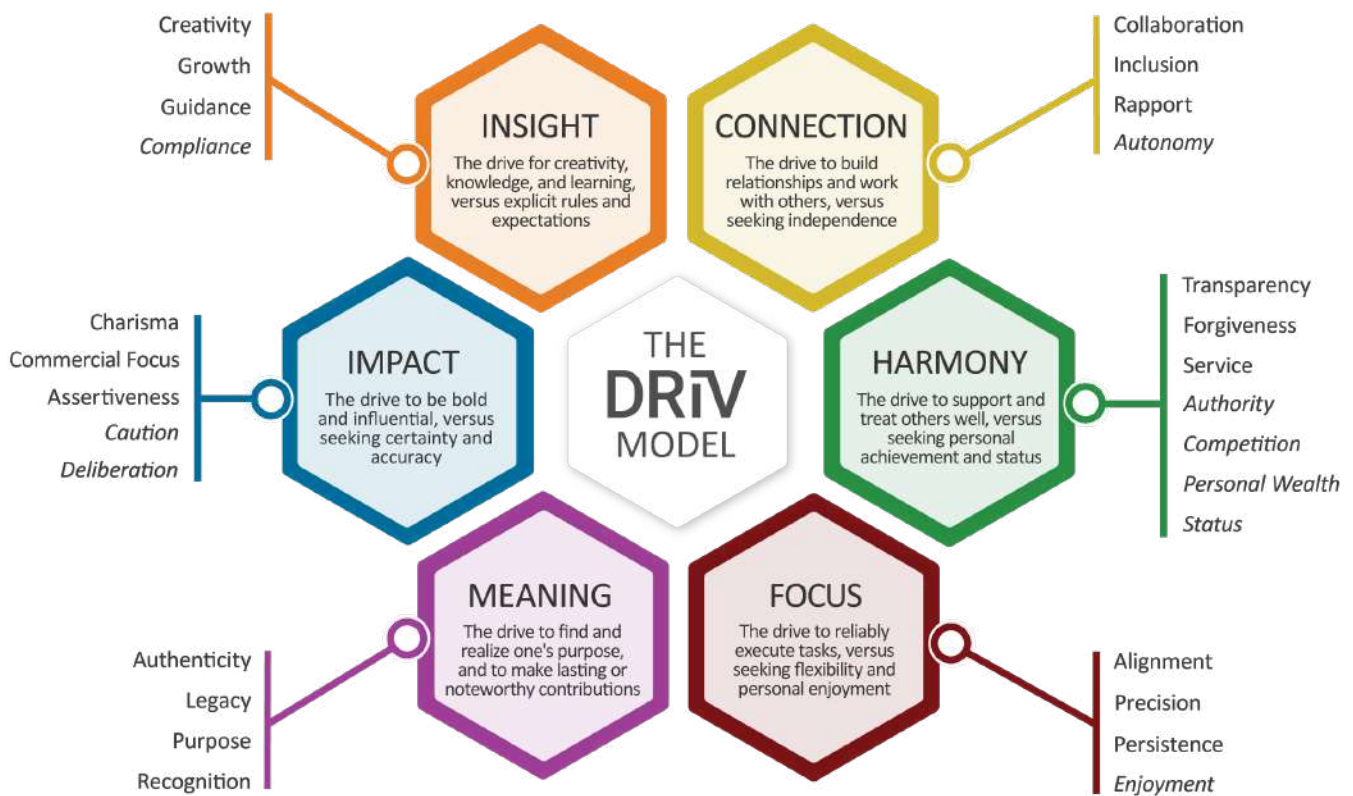 Creativity
Growth
Guidance
Compliance
INSIGHT
The drive for creativity,
knowledge, and learning,
versus explicit rules and
expectations
CONNECTION
The drive to build
relationships and work
with others, versus
seeking independence
Collaboration
Inclusion
Rapport
Autonomy
Charisma
Commercial Focus
Assertiveness
Caution
Deliberation
IMPACT
The drive to be bold
and influential, versus
seeking certainty and
accuracy
THE
DRiV
MODEL
HARMONY
The drive to support and
treat others well, versus
seeking personal
achievement and status
Transparency
Forgiveness
Service
Authority
Competition
Personal Wealth
Status
Authenticity
Legacy
Purpose
Recognition
MEANING
The drive to find and
realize one's purpose,
and to make lasting or
noteworthy contributions
FOCUS
The drive to reliably
execute tasks, versus
seeking flexibility and
personal enjoyment
Alignment
Precision
Persistence
Enjoyment